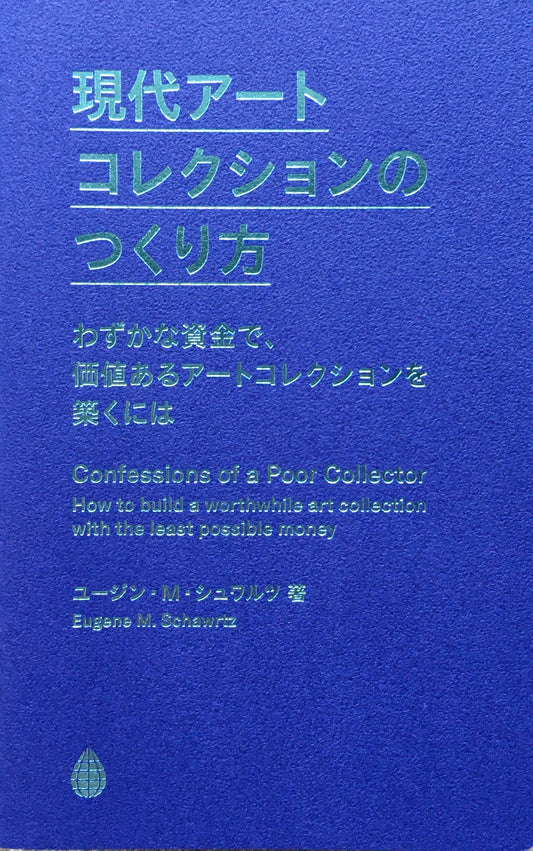 現代アート
コレクションの
つくり方
わずかな資金で、
価値あるアートコレクションを
築くには
Confessions of a Poor Collector
How to build a worthwhile art collection
with the least possible money
ユージン・M・シュワルツ 著
Eugene M. Schawrtz